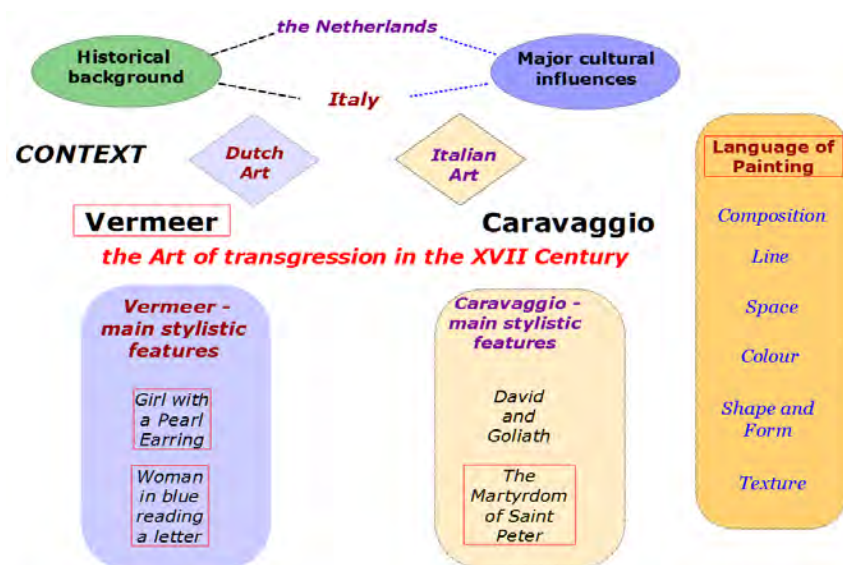 the Netherlands
Historical
background
Major cultural
influences
Italy
CONTEXT
Dutch
Art
Italian
Art
Language of
Painting
Vermeer
Caravaggio
the Art of transgression in the XVII Century
Composition
Line
Space
Colour
Shape and
Form
Texture
Vermeer -
main stylistic
features
Girl with
a Pearl
Earring
Woman
in blue
reading
a letter
Caravaggio -
main stylistic
features
David
and
Goliath
The
Martyrdom
of Saint
Peter